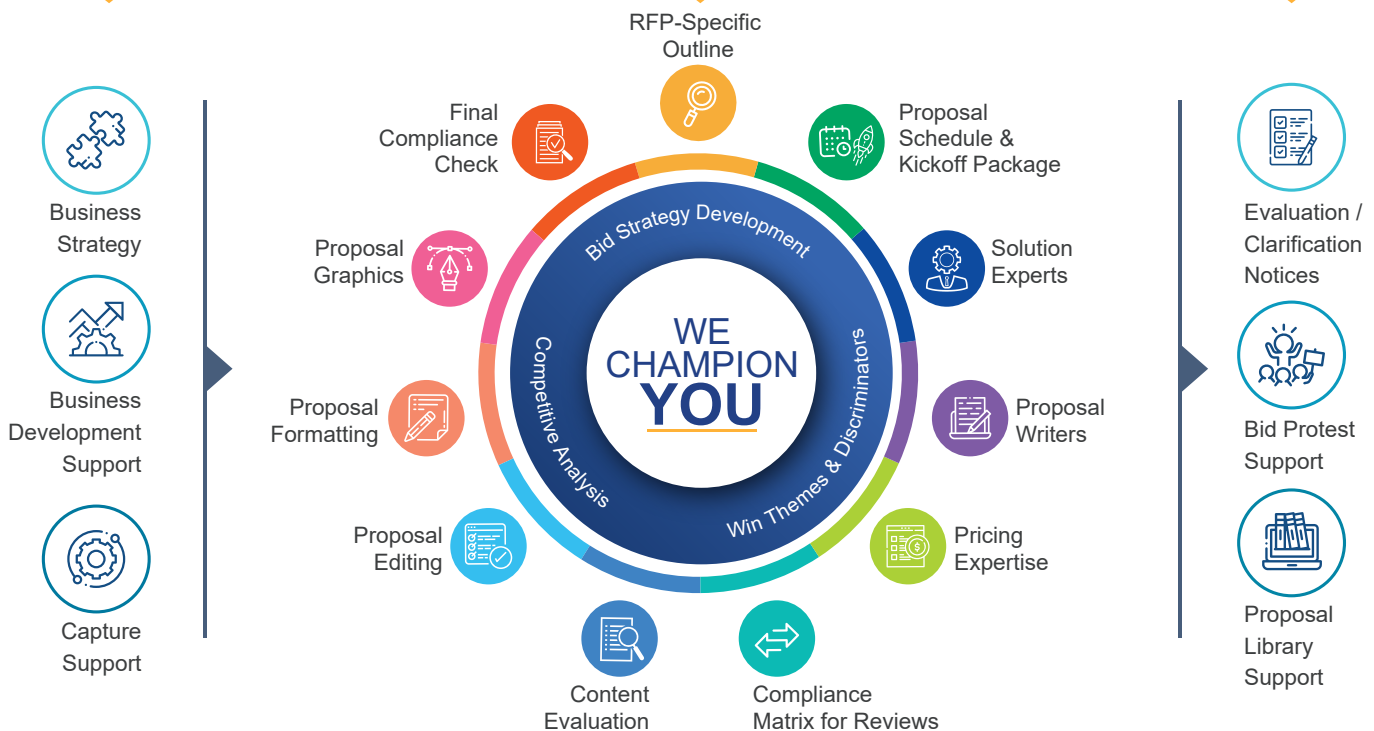 Business
Strategy
Business
Development
Support
Capture
Support
RFP-Specific
Outline
Proposal
Schedule &
Kickoff Package
Solution
Experts
Proposal
Writers
Pricing
Expertise
Compliance
Matrix for Reviews
Content
Evaluation
Proposal
Editing
Proposal
Formatting
Proposal
Graphics
Final
Compliance
Check
Bid Strategy Development
Win Themes & Discriminators
Competitive Analysis
WE
CHAMPION
YOU
Evaluation /
Clarification
Notices
Bid Protest
Support
Proposal
Library
Support